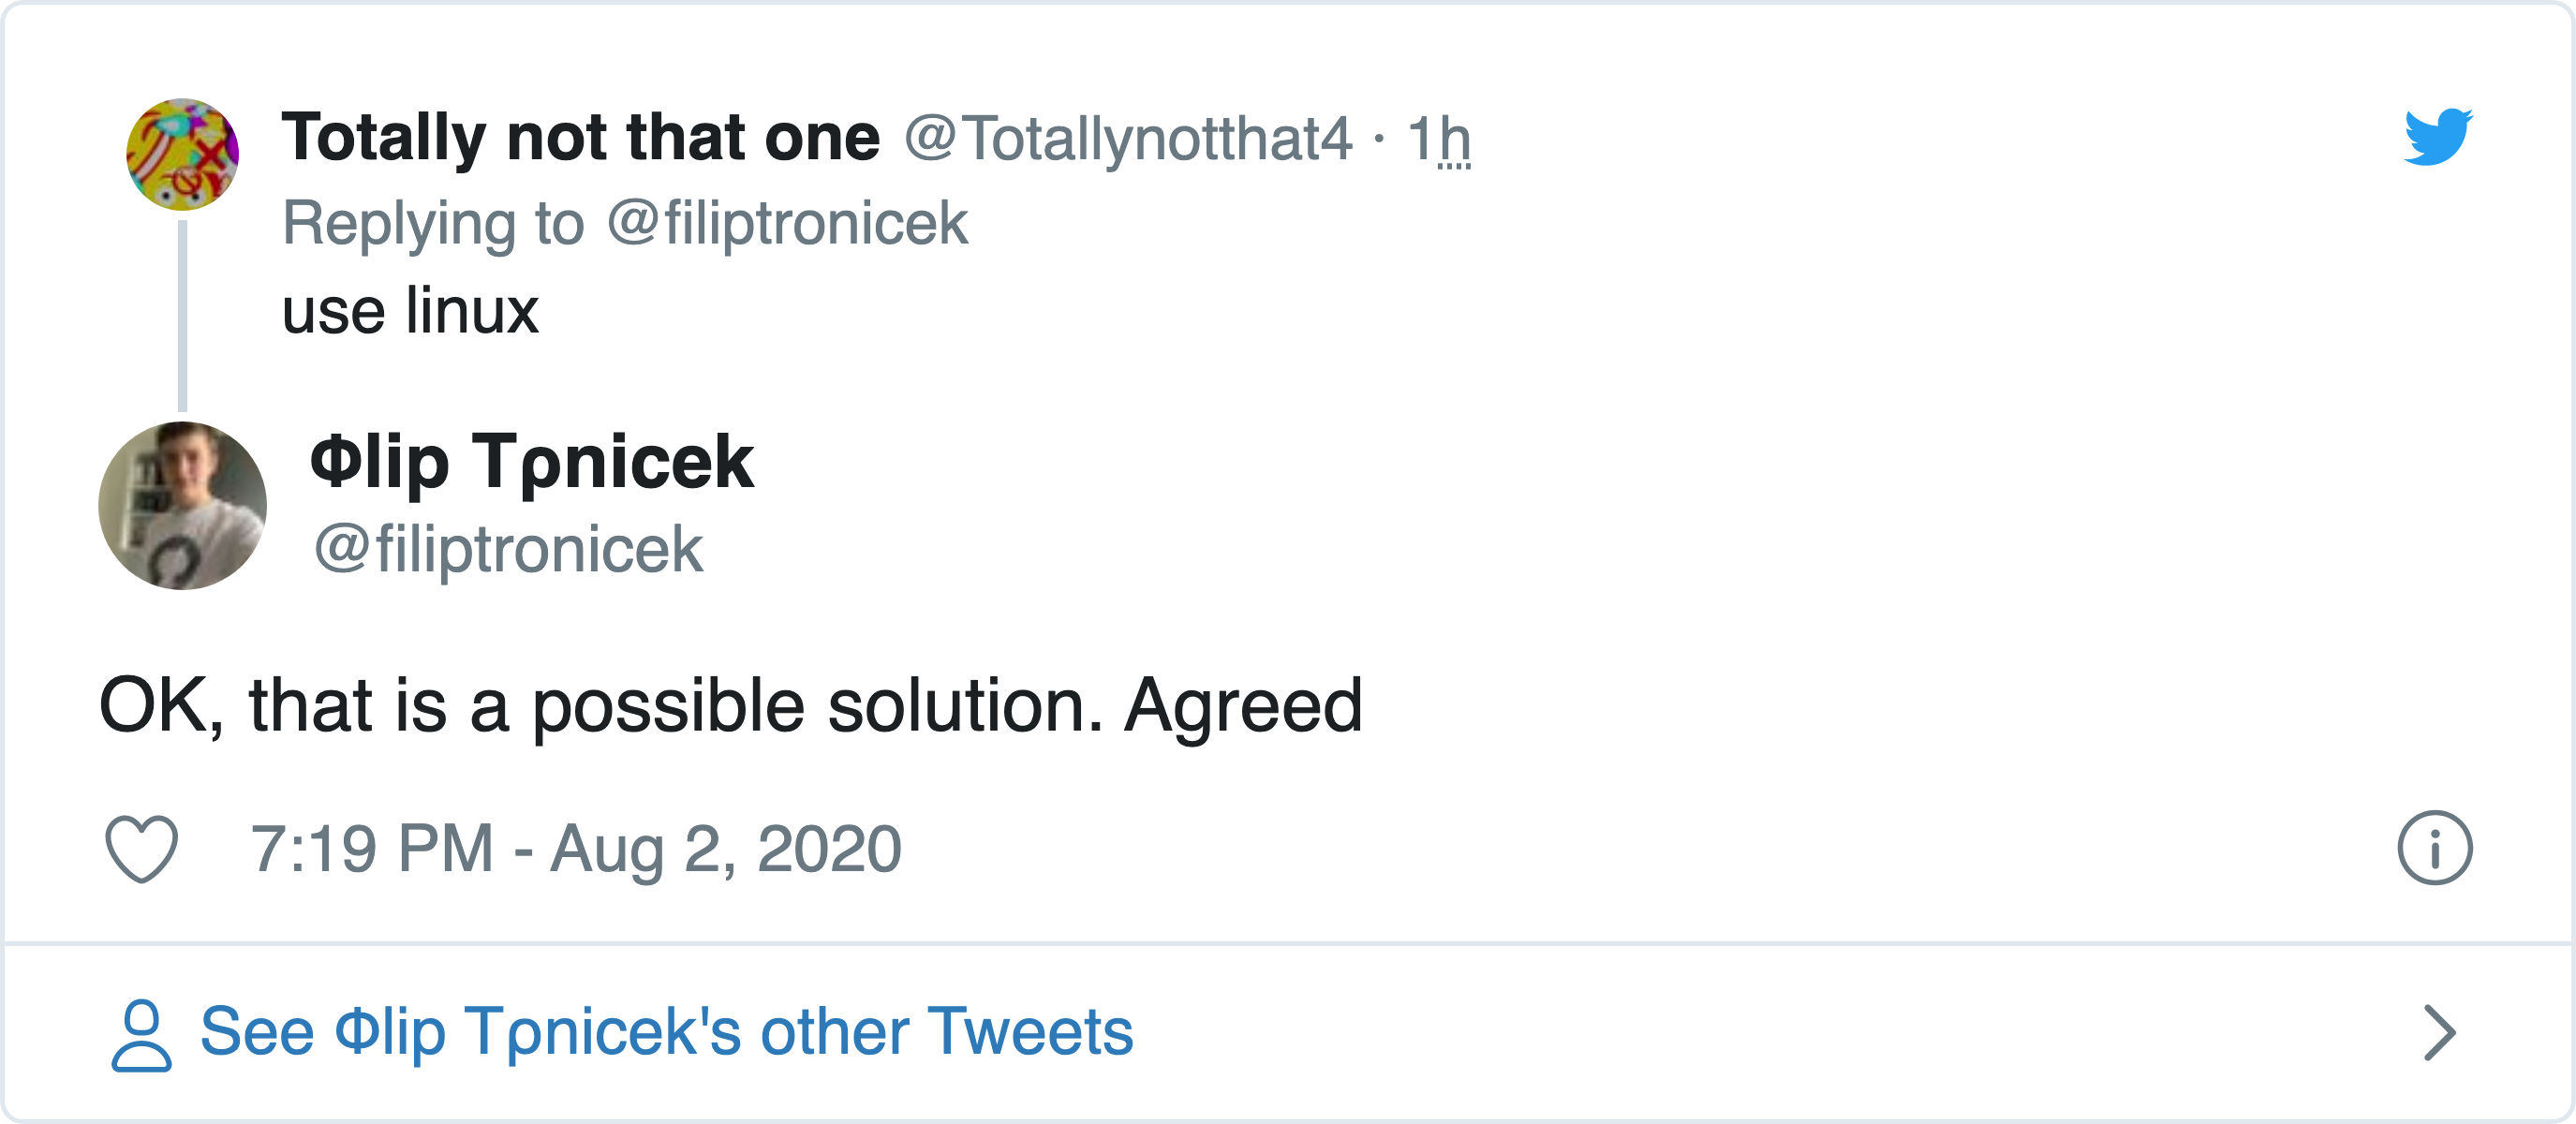 Totally not that one @Totallynotthat4 · 1h
Replying to @filiptronicek
use linux
Φlip Tρnicek
@filiptronicek
OK, that is a possible solution. Agreed
7:19 PM - Aug 2, 2020
See Φlip Tρnicek's other Tweets